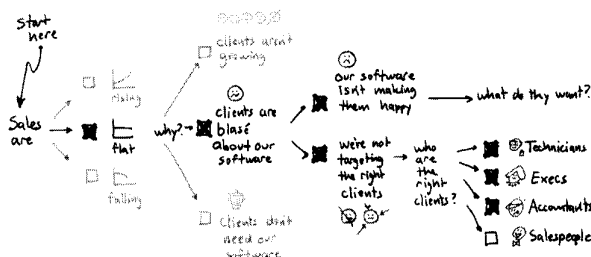 Start
here
Sales
are
rising
flat
falling
why?
clients aren't
growing
clients are
blasé
about our
software
Clients don't
need our
software
our software
isn't making
them happy
what do they want?
we're not
targeting
the right
clients
who
are
the
right
clients?
Technicians
Execs
Accountants
Salespeople